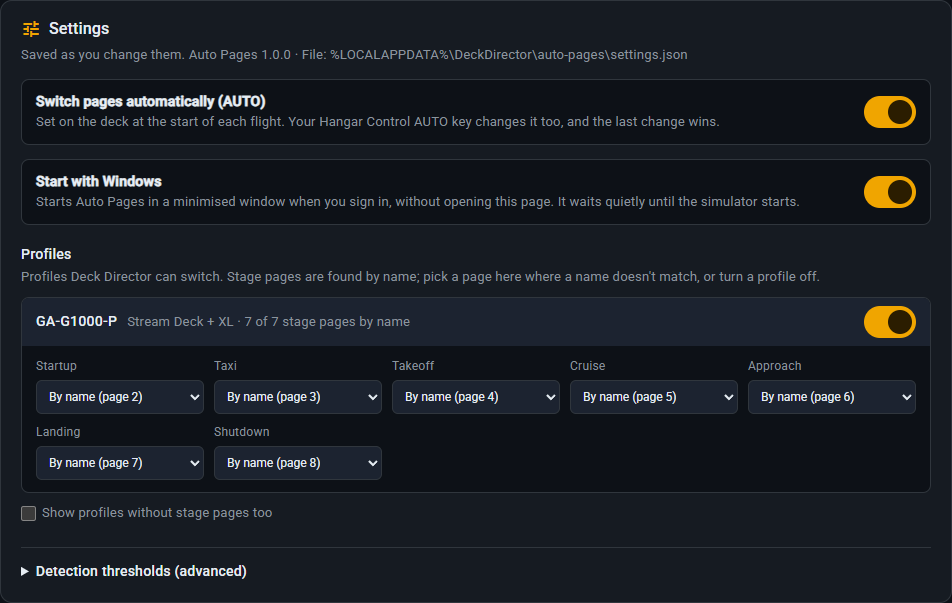 Settings
Saved as you change them. Auto Pages 1.0.0 · File: %LOCALAPPDATA%\DeckDirector\auto-pages\settings.json
Switch pages automatically (AUTO)
Set on the deck at the start of each flight. Your Hangar Control AUTO key changes it too, and the last change wins.
Start with Windows
Starts Auto Pages in a minimised window when you sign in, without opening this page. It waits quietly until the simulator starts.
Profiles
Profiles Deck Director can switch. Stage pages are found by name; pick a page here where a name doesn't match, or turn a profile off.
GA-G1000-P Stream Deck + XL · 7 of 7 stage pages by name
Startup Taxi Takeoff Cruise Approach
By name (page 2) By name (page 3) By name (page 4) By name (page 5) By name (page 6)
Landing Shutdown
By name (page 7) By name (page 8)
Show profiles without stage pages too
Detection thresholds (advanced)